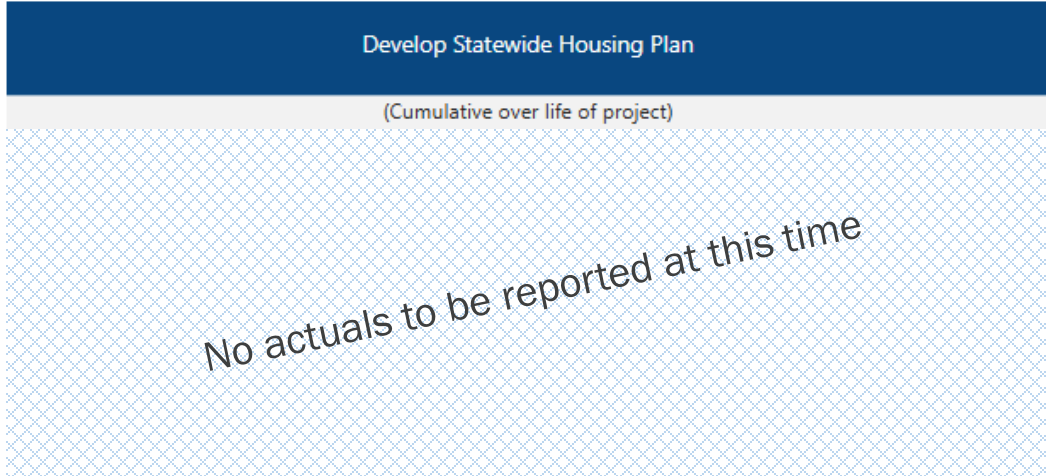 Develop Statewide Housing Plan
(Cumulative over life of project)
No actuals to be reported at this time